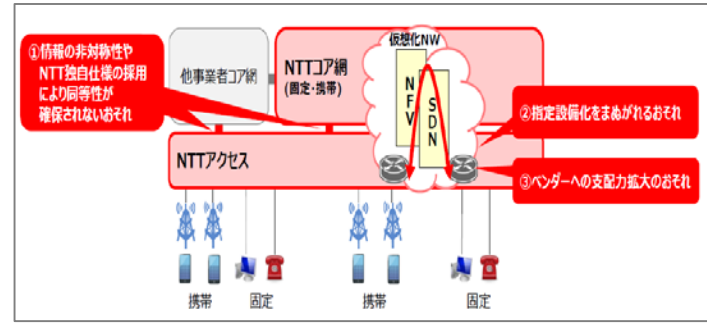 ①情報の非対称性や
NTT独自仕様の採用
により同等性が
確保されないおそれ
他事業者コア網
NTTコア網
(固定・携帯)
仮想化NW
NFV
SDN
②指定設備化をまぬがれるおそれ
NTTアクセス
③ベンダーへの支配力拡大のおそれ
携帯
固定
携帯
固定